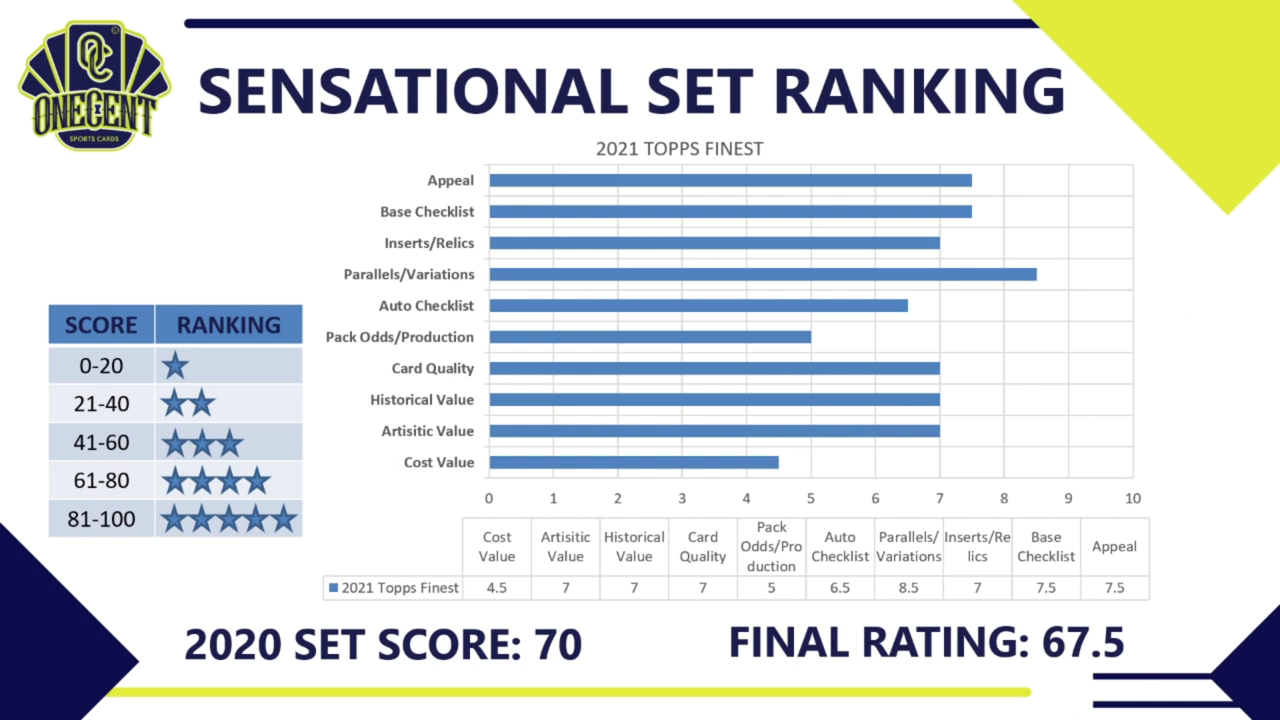 OC
ONECENT
SPORTS CARDS
SENSATIONAL SET RANKING
2021 TOPPS FINEST
Appeal
Base Checklist
Inserts/Relics
Parallels/Variations
Auto Checklist
Pack Odds/Production
Card Quality
Historical Value
Artisitic Value
Cost Value
0 1 2 3 4 5 6 7 8 9 10
SCORE RANKING
0-20
21-40
41-60
61-80
81-100
Cost Value
Artisitic Value
Historical Value
Card Quality
Pack Odds/Production
Auto Checklist
Parallels/Variations
Inserts/Relics
Base Checklist
Appeal
2021 Topps Finest 4.5 7 7 7 5 6.5 8.5 7 7.5 7.5
2020 SET SCORE: 70
FINAL RATING: 67.5